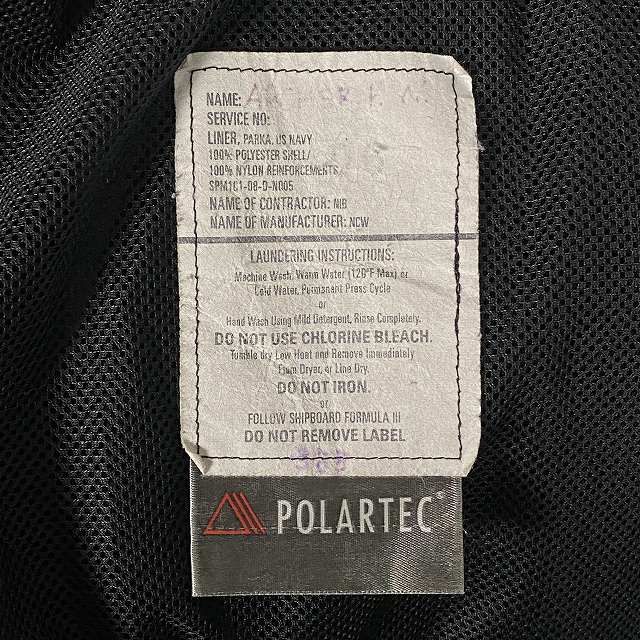 NAME:
SERVICE NO:
LINER, PARKA, US NAVY
100% POLYESTER SHELL/
100% NYLON REINFORCEMENTS
SPM1C1-08-D-N005
NAME OF CONTRACTOR: NIB
NAME OF MANUFACTURER: NCW
LAUNDERING INSTRUCTIONS:
Machine Wash, Warm Water (120°F Max) or
Cold Water, Permanant Press Cycle
or
Hand Wash Using Mild Detergent, Rinse Completely.
DO NOT USE CHLORINE BLEACH.
Tumble dry Low Heat and Remove Immediately
From Dryer, or Line Dry.
DO NOT IRON.
or
FOLLOW SHIPBOARD FORMULA III
DO NOT REMOVE LABEL
POLARTEC®